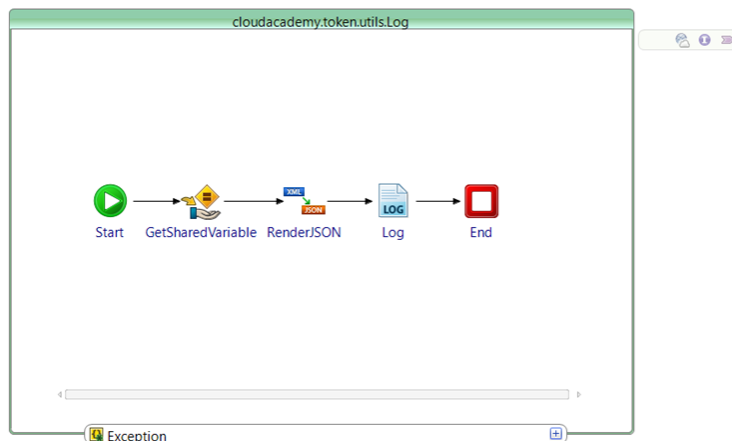 cloudacademy.token.utils.Log
XML
JSON
LOG
Start
GetSharedVariable
RenderJSON
Log
End
Exception